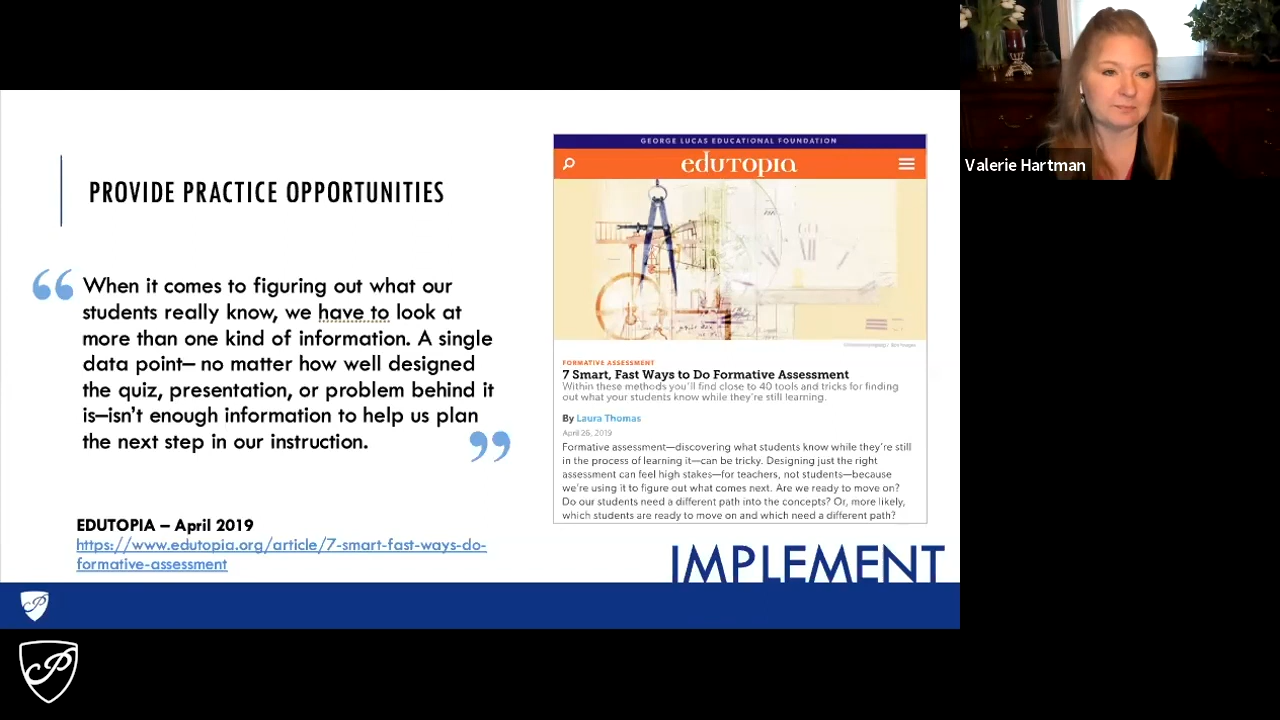 PROVIDE PRACTICE OPPORTUNITIES
“ When it comes to figuring out what our
students really know, we have to look at
more than one kind of information. A single
data point– no matter how well designed
the quiz, presentation, or problem behind it
is–isn’t enough information to help us plan
the next step in our instruction. ”
EDUTOPIA – April 2019
https://www.edutopia.org/article/7-smart-fast-ways-do-
formative-assessment
GEORGE LUCAS EDUCATIONAL FOUNDATION
edutopia
FORMATIVE ASSESSMENT
7 Smart, Fast Ways to Do Formative Assessment
Within these methods you’ll find close to 40 tools and tricks for finding
out what your students know while they’re still learning.
By Laura Thomas
April 26, 2019
Formative assessment—discovering what students know while they’re still
in the process of learning it—can be tricky. Designing just the right
assessment can feel high stakes—for teachers, not students—because
we’re using it to figure out what comes next. Are we ready to move on?
Do our students need a different path into the concepts? Or, more likely,
which students are ready to move on and which need a different path?
IMPLEMENT
Valerie Hartman